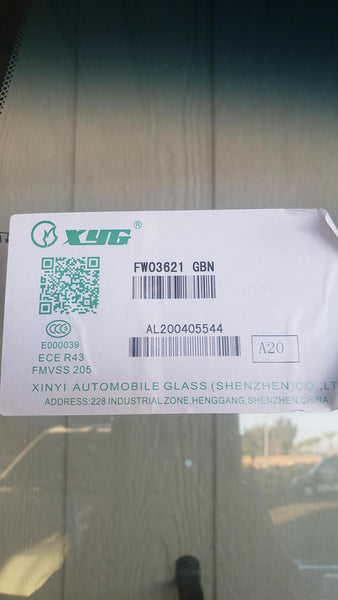 XYG ®
FW03621 GBN
AL200405544
A20
CCC
E000039
ECE R43
FMVSS 205
XINYI AUTOMOBILE GLASS (SHENZHEN)CO.,LT
ADDRESS:228 INDUSTRIAL ZONE,HENGGANG,SHENZHEN,CHINA